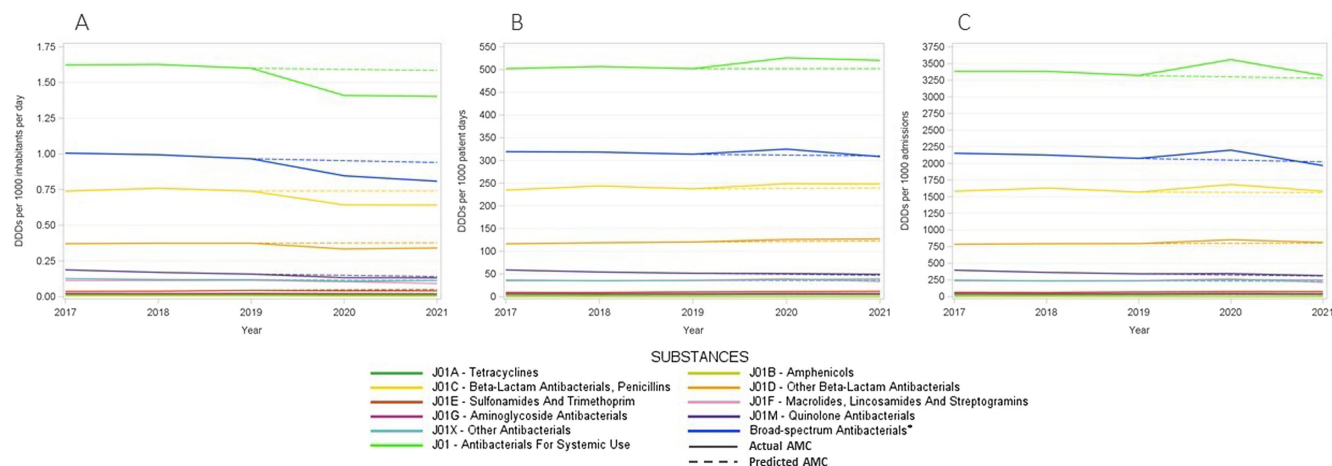 A
B
C
DDDs per 1000 inhabitants per day
1.75
1.50
1.25
1.00
0.75
0.50
0.25
0.00
2017 2018 2019 2020 2021
Year
DDDs per 1000 patient days
550
500
450
400
350
300
250
200
150
100
50
0
2017 2018 2019 2020 2021
Year
DDDs per 1000 admissions
3750
3500
3250
3000
2750
2500
2250
2000
1750
1500
1250
1000
750
500
250
0
2017 2018 2019 2020 2021
Year
SUBSTANCES
J01A - Tetracyclines
J01B - Amphenicols
J01C - Beta-Lactam Antibacterials, Penicillins
J01D - Other Beta-Lactam Antibacterials
J01E - Sulfonamides And Trimethoprim
J01F - Macrolides, Lincosamides And Streptogramins
J01G - Aminoglycoside Antibacterials
J01M - Quinolone Antibacterials
J01X - Other Antibacterials
Broad-spectrum Antibacterials*
J01 - Antibacterials For Systemic Use
Actual AMC
Predicted AMC